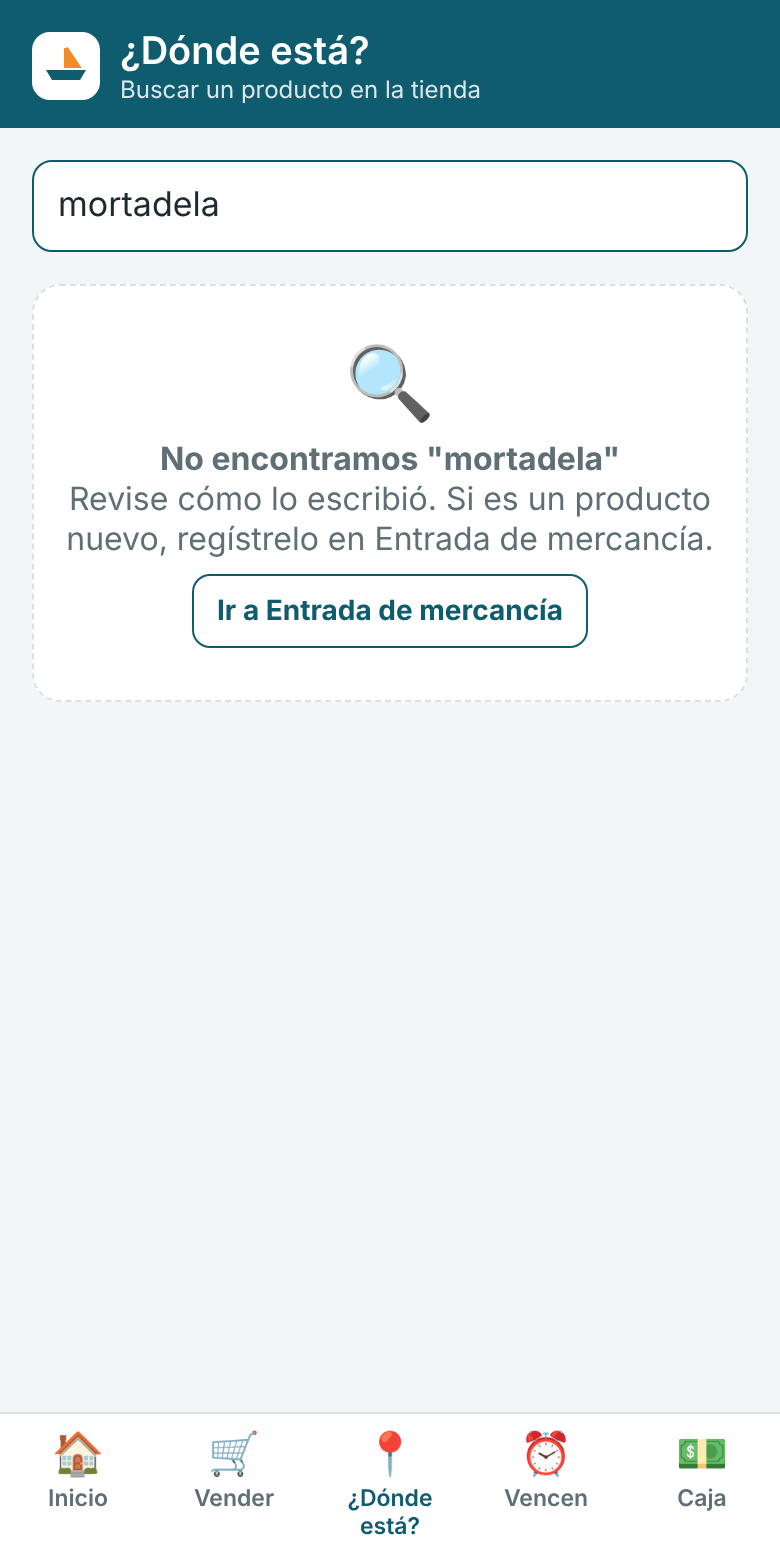 ¿Dónde está?
Buscar un producto en la tienda
mortadela
No encontramos "mortadela"
Revise cómo lo escribió. Si es un producto
nuevo, regístrelo en Entrada de mercancía.
Ir a Entrada de mercancía
Inicio
Vender
¿Dónde
está?
Vencen
Caja